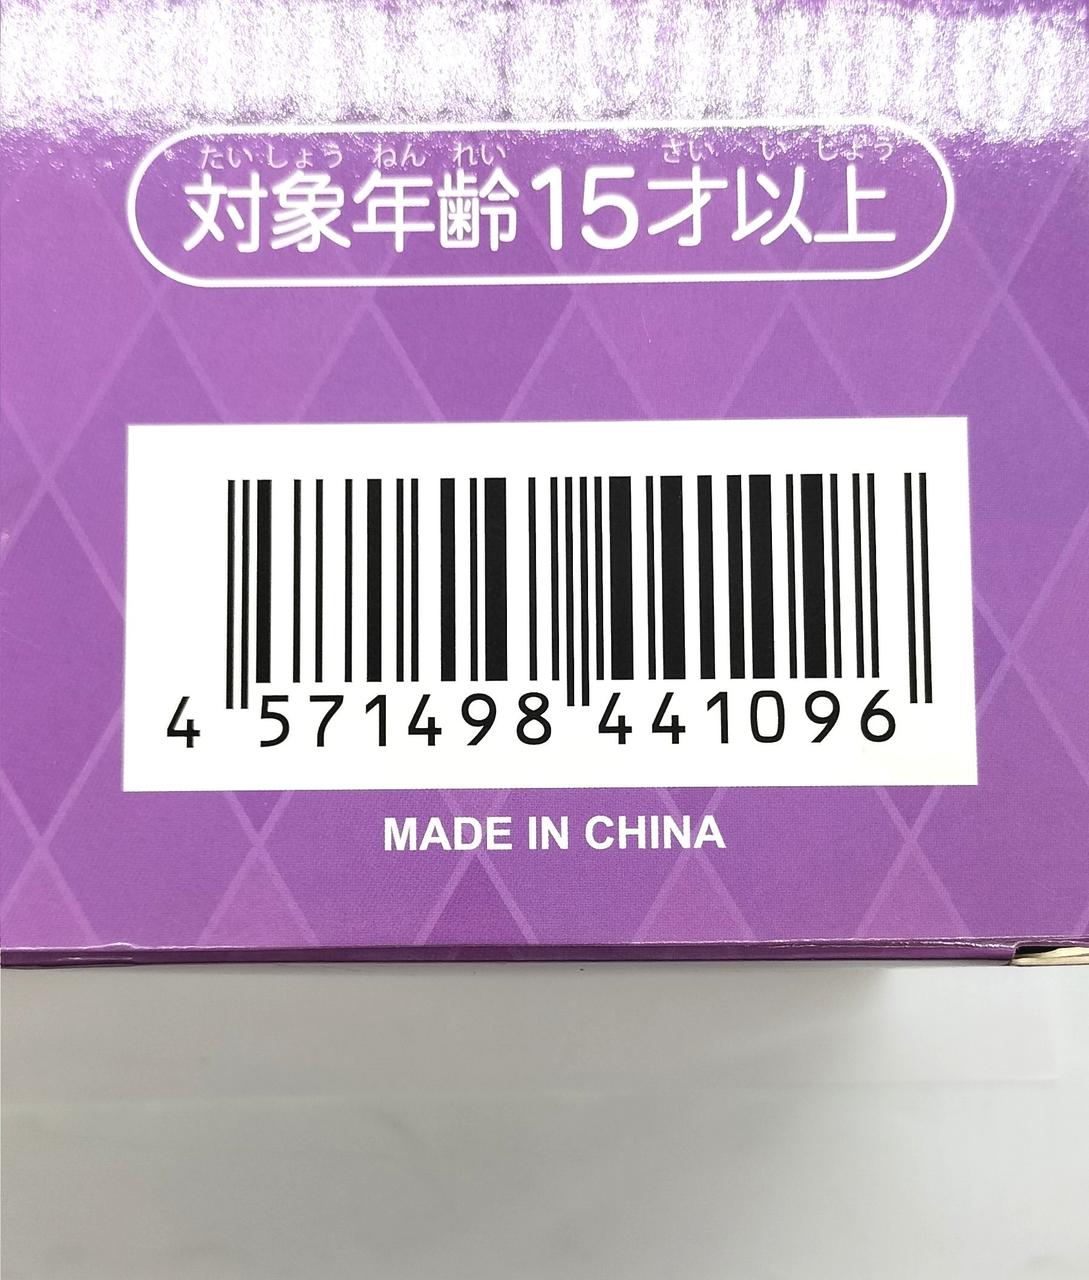 たいしょう ねん れい さい い じょう
対象年齢15才以上
4 571498 441096
MADE IN CHINA